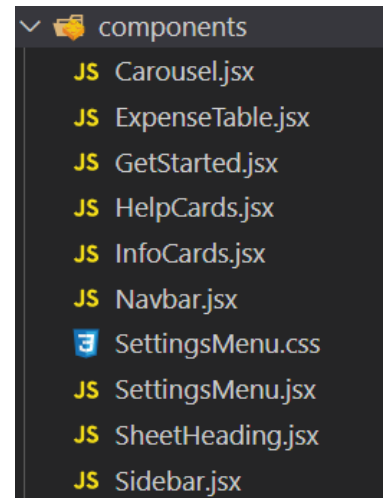 components
JS Carousel.jsx
JS ExpenseTable.jsx
JS GetStarted.jsx
JS HelpCards.jsx
JS InfoCards.jsx
JS Navbar.jsx
SettingsMenu.css
JS SettingsMenu.jsx
JS SheetHeading.jsx
JS Sidebar.jsx